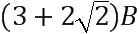 (3 + 2√2)B